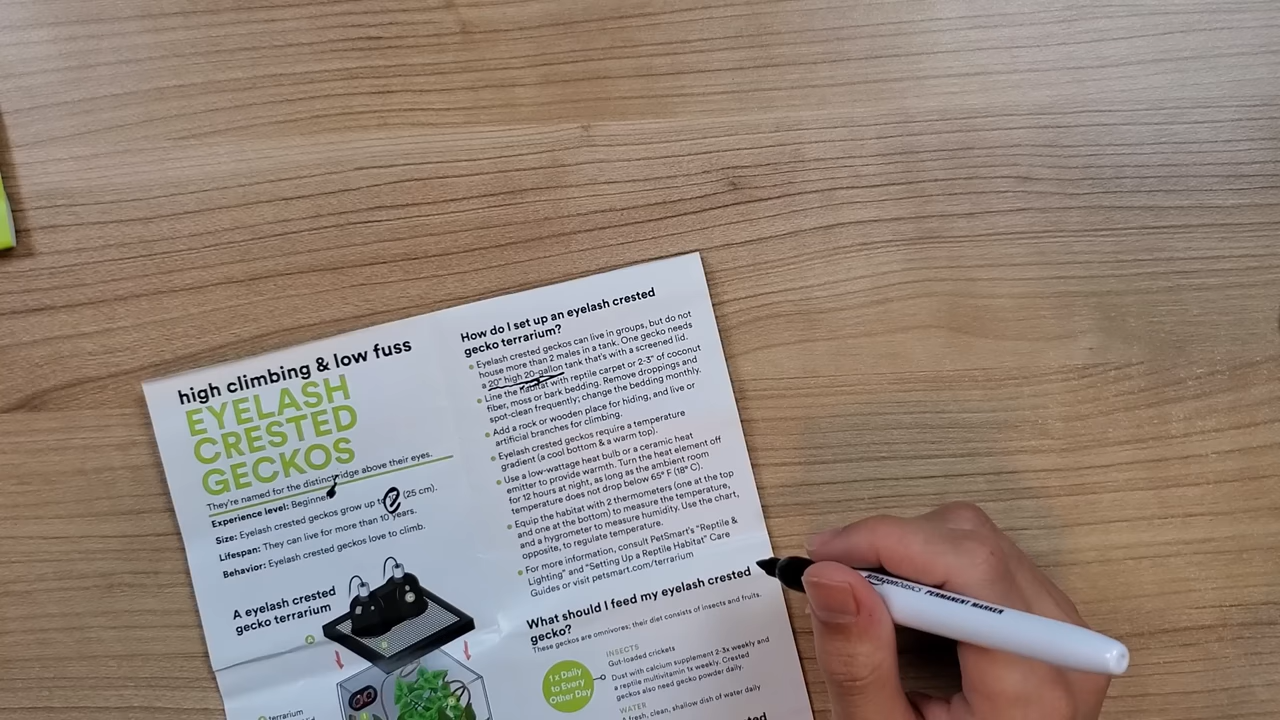 high climbing & low fuss
EYELASH
CRESTED
GECKOS
They're named for the distinct ridge above their eyes.
Experience level: Beginner
Size: Eyelash crested geckos grow up to (25 cm).
Lifespan: They can live for more than 10 years.
Behavior: Eyelash crested geckos love to climb.
A eyelash crested
gecko terrarium
A
terrarium
How do I set up an eyelash crested
gecko terrarium?
Eyelash crested geckos can live in groups, but do not
house more than 2 males in a tank. One gecko needs
a 20" high 20-gallon tank that's with a screened lid.
Line the habitat with reptile carpet or 2-3" of coconut
fiber, moss or bark bedding. Remove droppings and
spot-clean frequently; change the bedding monthly.
Add a rock or wooden place for hiding, and live or
artificial branches for climbing.
Eyelash crested geckos require a temperature
gradient (a cool bottom & a warm top).
Use a low-wattage heat bulb or a ceramic heat
emitter to provide warmth. Turn the heat element off
for 12 hours at night, as long as the ambient room
temperature does not drop below 65° F (18° C).
Equip the habitat with 2 thermometers (one at the top
and one at the bottom) to measure the temperature,
and a hygrometer to measure humidity. Use the chart,
opposite, to regulate temperature.
For more information, consult PetSmart's "Reptile &
Lighting" and "Setting Up a Reptile Habitat" Care
Guides or visit petsmart.com/terrarium
What should I feed my eyelash crested
gecko?
These geckos are omnivores; their diet consists of insects and fruits.
1 x Daily
to Every
Other Day
INSECTS
Gut-loaded crickets
Dust with calcium supplement 2-3x weekly and
a reptile multivitamin 1x weekly. Crested
geckos also need gecko powder daily.
WATER
A fresh, clean, shallow dish of water daily
amazonbasics PERMANENT MARKER